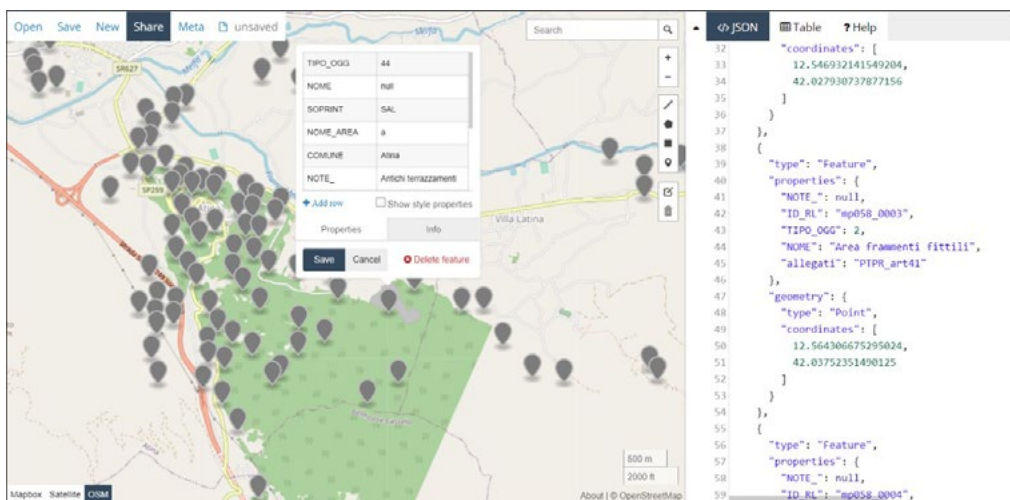 Open Save New Share Meta unsaved
Search
JSON Table ? Help
SR627
Melfa
SP259
Villa Latina
500 m
2000 ft
Mapbox Satellite OSM
About | © OpenStreetMap
TIPO_OGG 44
NOME null
SOPRINT SAL
NOME_AREA a
COMUNE Atina
NOTE_ Antichi terrazzamenti
+ Add row Show style properties
Properties Info
Save Cancel Delete feature
32 "coordinates": [
33 12.546932141549204,
34 42.027930737877156
35 ]
36 }
37 },
38 {
39 "type": "Feature",
40 "properties": {
41 "NOTE_": null,
42 "ID_RL": "mp058_0003",
43 "TIPO_OGG": 2,
44 "NOME": "Area frammenti fittili",
45 "allegati": "PTPR_art41"
46 },
47 "geometry": {
48 "type": "Point",
49 "coordinates": [
50 12.564306675295024,
51 42.03752351490125
52 ]
53 }
54 },
55 {
56 "type": "Feature",
57 "properties": {
58 "NOTE_": null,
59 "ID_RL": "mp058_0004",